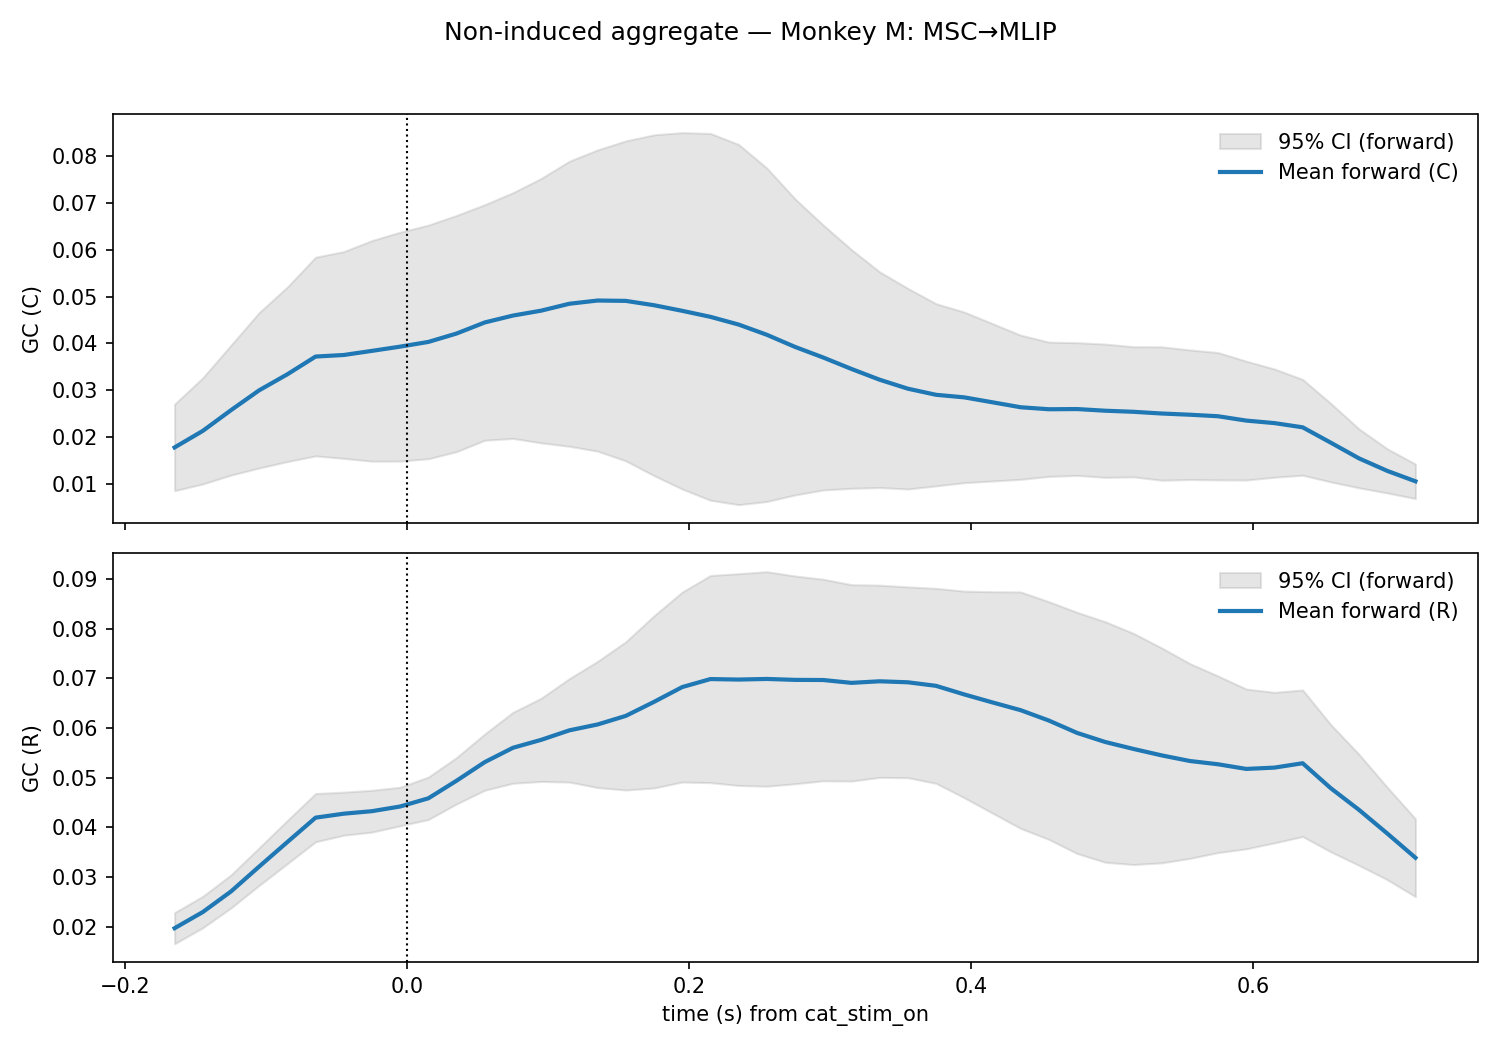 Non-induced aggregate — Monkey M: MSC→MLIP
95% CI (forward)
Mean forward (C)
0.08
0.07
0.06
0.05
0.04
0.03
0.02
0.01
GC (C)
95% CI (forward)
Mean forward (R)
0.09
0.08
0.07
0.06
0.05
0.04
0.03
0.02
GC (R)
−0.2 0.0 0.2 0.4 0.6
time (s) from cat_stim_on